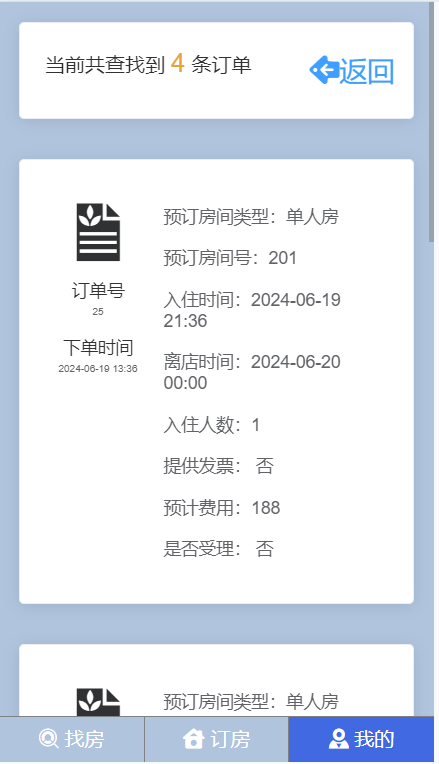 当前共查找到 4 条订单
返回
订单号
25
下单时间
2024-06-19 13:36
预订房间类型：单人房
预订房间号：201
入住时间：2024-06-19
21:36
离店时间：2024-06-20
00:00
入住人数：1
提供发票： 否
预计费用：188
是否受理： 否
预订房间类型：单人房
找房
订房
我的